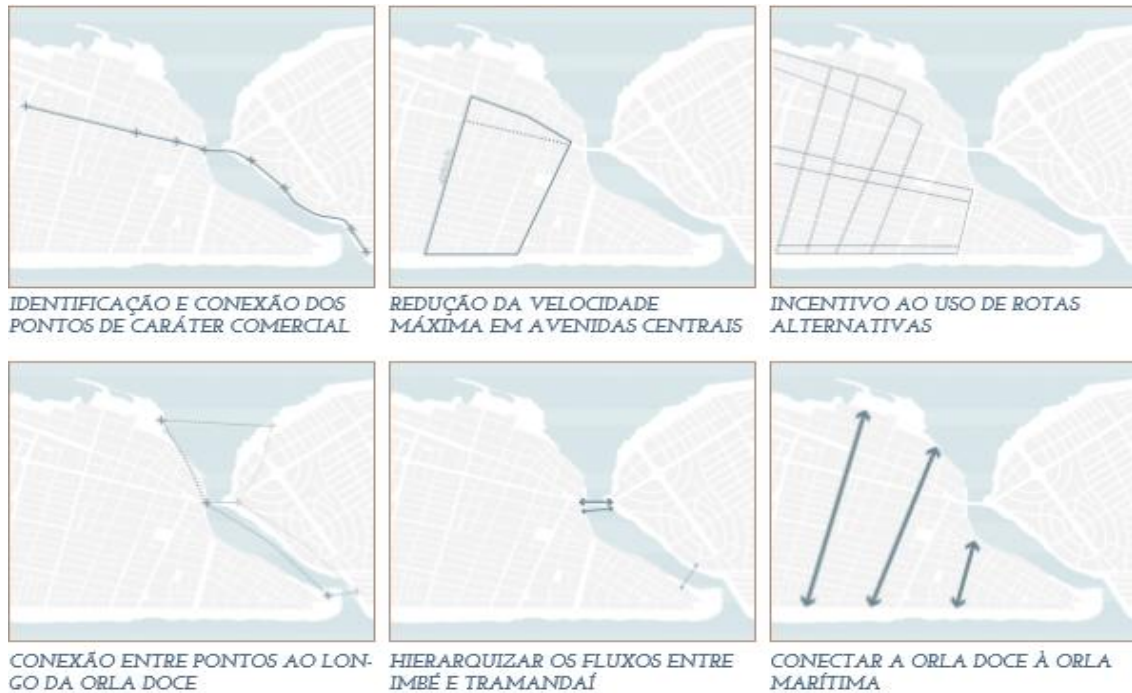 IDENTIFICAÇÃO E CONEXÃO DOS
PONTOS DE CARÁTER COMERCIAL
REDUÇÃO DA VELOCIDADE
MÁXIMA EM AVENIDAS CENTRAIS
INCENTIVO AO USO DE ROTAS
ALTERNATIVAS
CONEXÃO ENTRE PONTOS AO LON-
GO DA ORLA DOCE
HIERARQUIZAR OS FLUXOS ENTRE
IMBÉ E TRAMANDAÍ
CONECTAR A ORLA DOCE À ORLA
MARÍTIMA